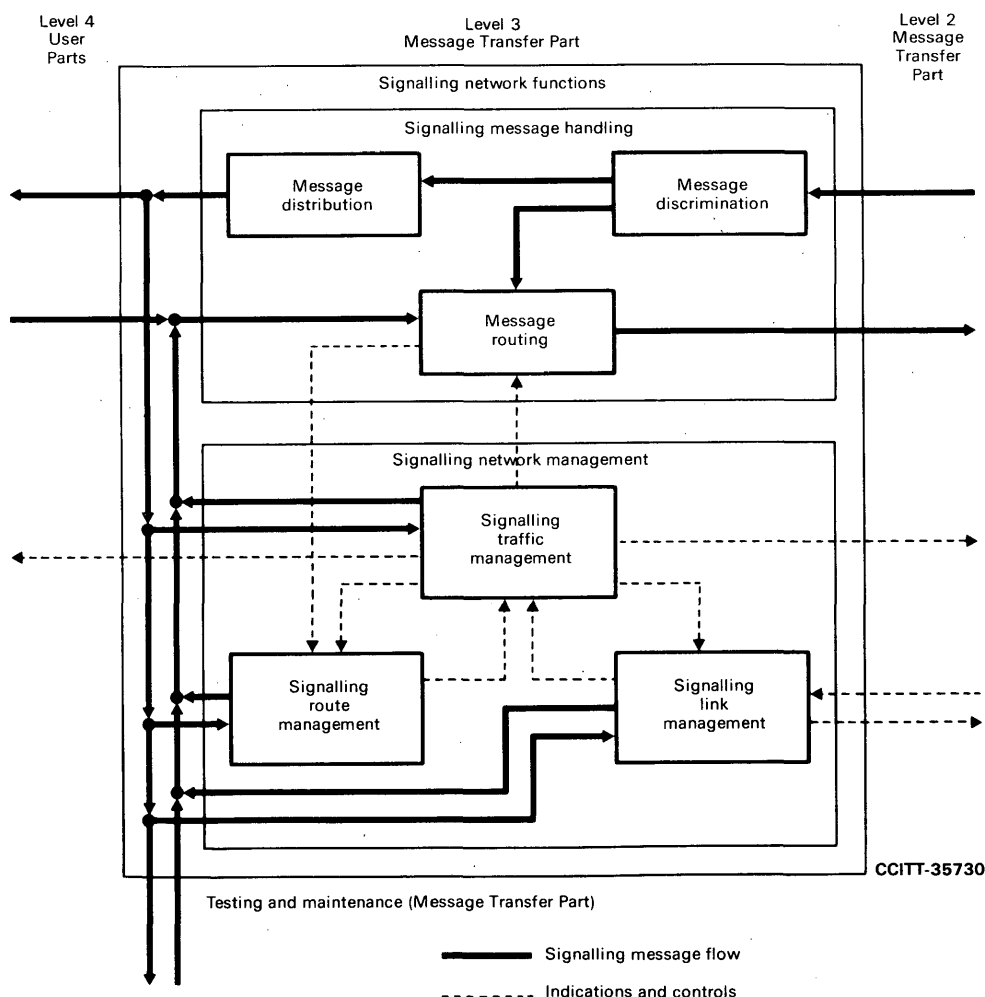 Level 4
User
Parts
Level 3
Message Transfer Part
Level 2
Message
Transfer
Part
Signalling network functions
Signalling message handling
Message
distribution
Message
discrimination
Message
routing
Signalling network management
Signalling
traffic
management
Signalling
route
management
Signalling
link
management
CCITT-35730
Testing and maintenance (Message Transfer Part)
Signalling message flow
Indications and controls